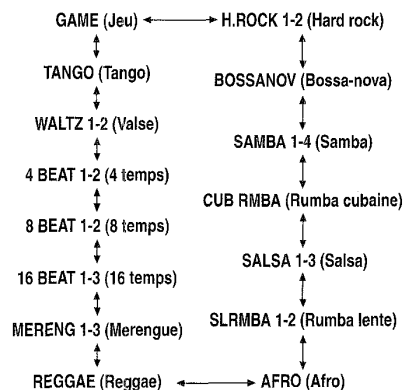 GAME (Jeu)
TANGO (Tango)
WALTZ 1-2 (Valse)
4 BEAT 1-2 (4 temps)
8 BEAT 1-2 (8 temps)
16 BEAT 1-3 (16 temps)
MERENG 1-3 (Merengue)
REGGAE (Reggae)
H.ROCK 1-2 (Hard rock)
BOSSANOV (Bossa-nova)
SAMBA 1-4 (Samba)
CUB RMBA (Rumba cubaine)
SALSA 1-3 (Salsa)
SLRMBA 1-2 (Rumba lente)
AFRO (Afro)